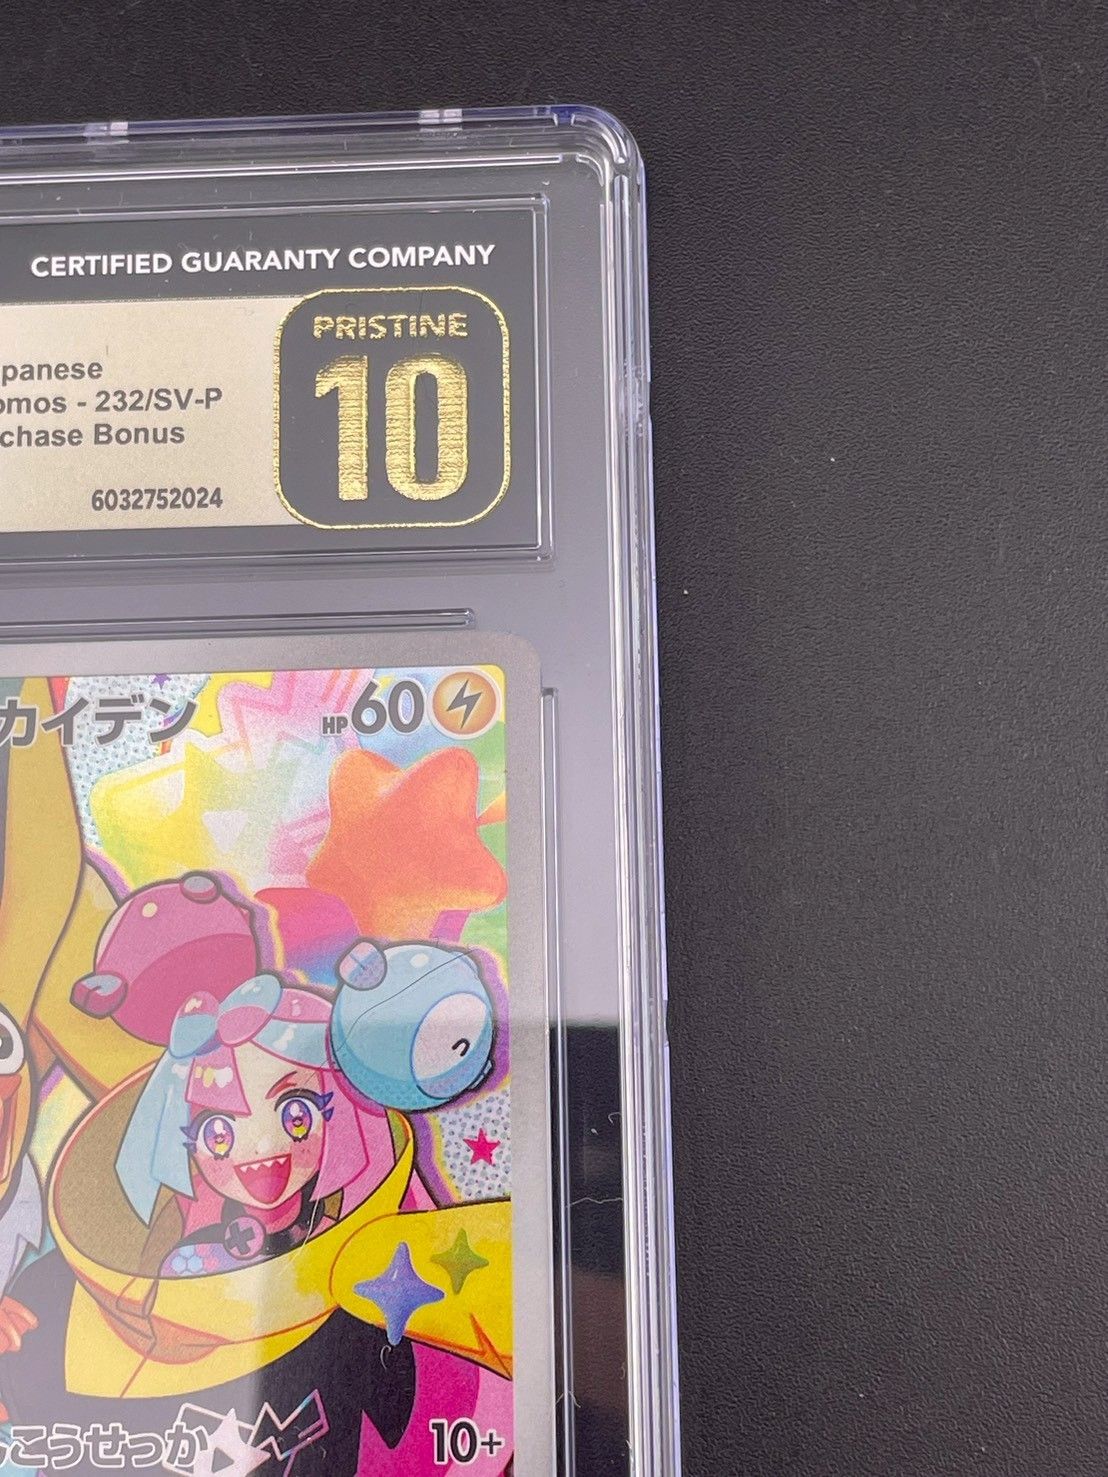 CERTIFIED GUARANTY COMPANY
PRISTINE
10
panese
omos - 232/SV-P
chase Bonus
6032752024
カイデン
HP60
こうせっか
10+